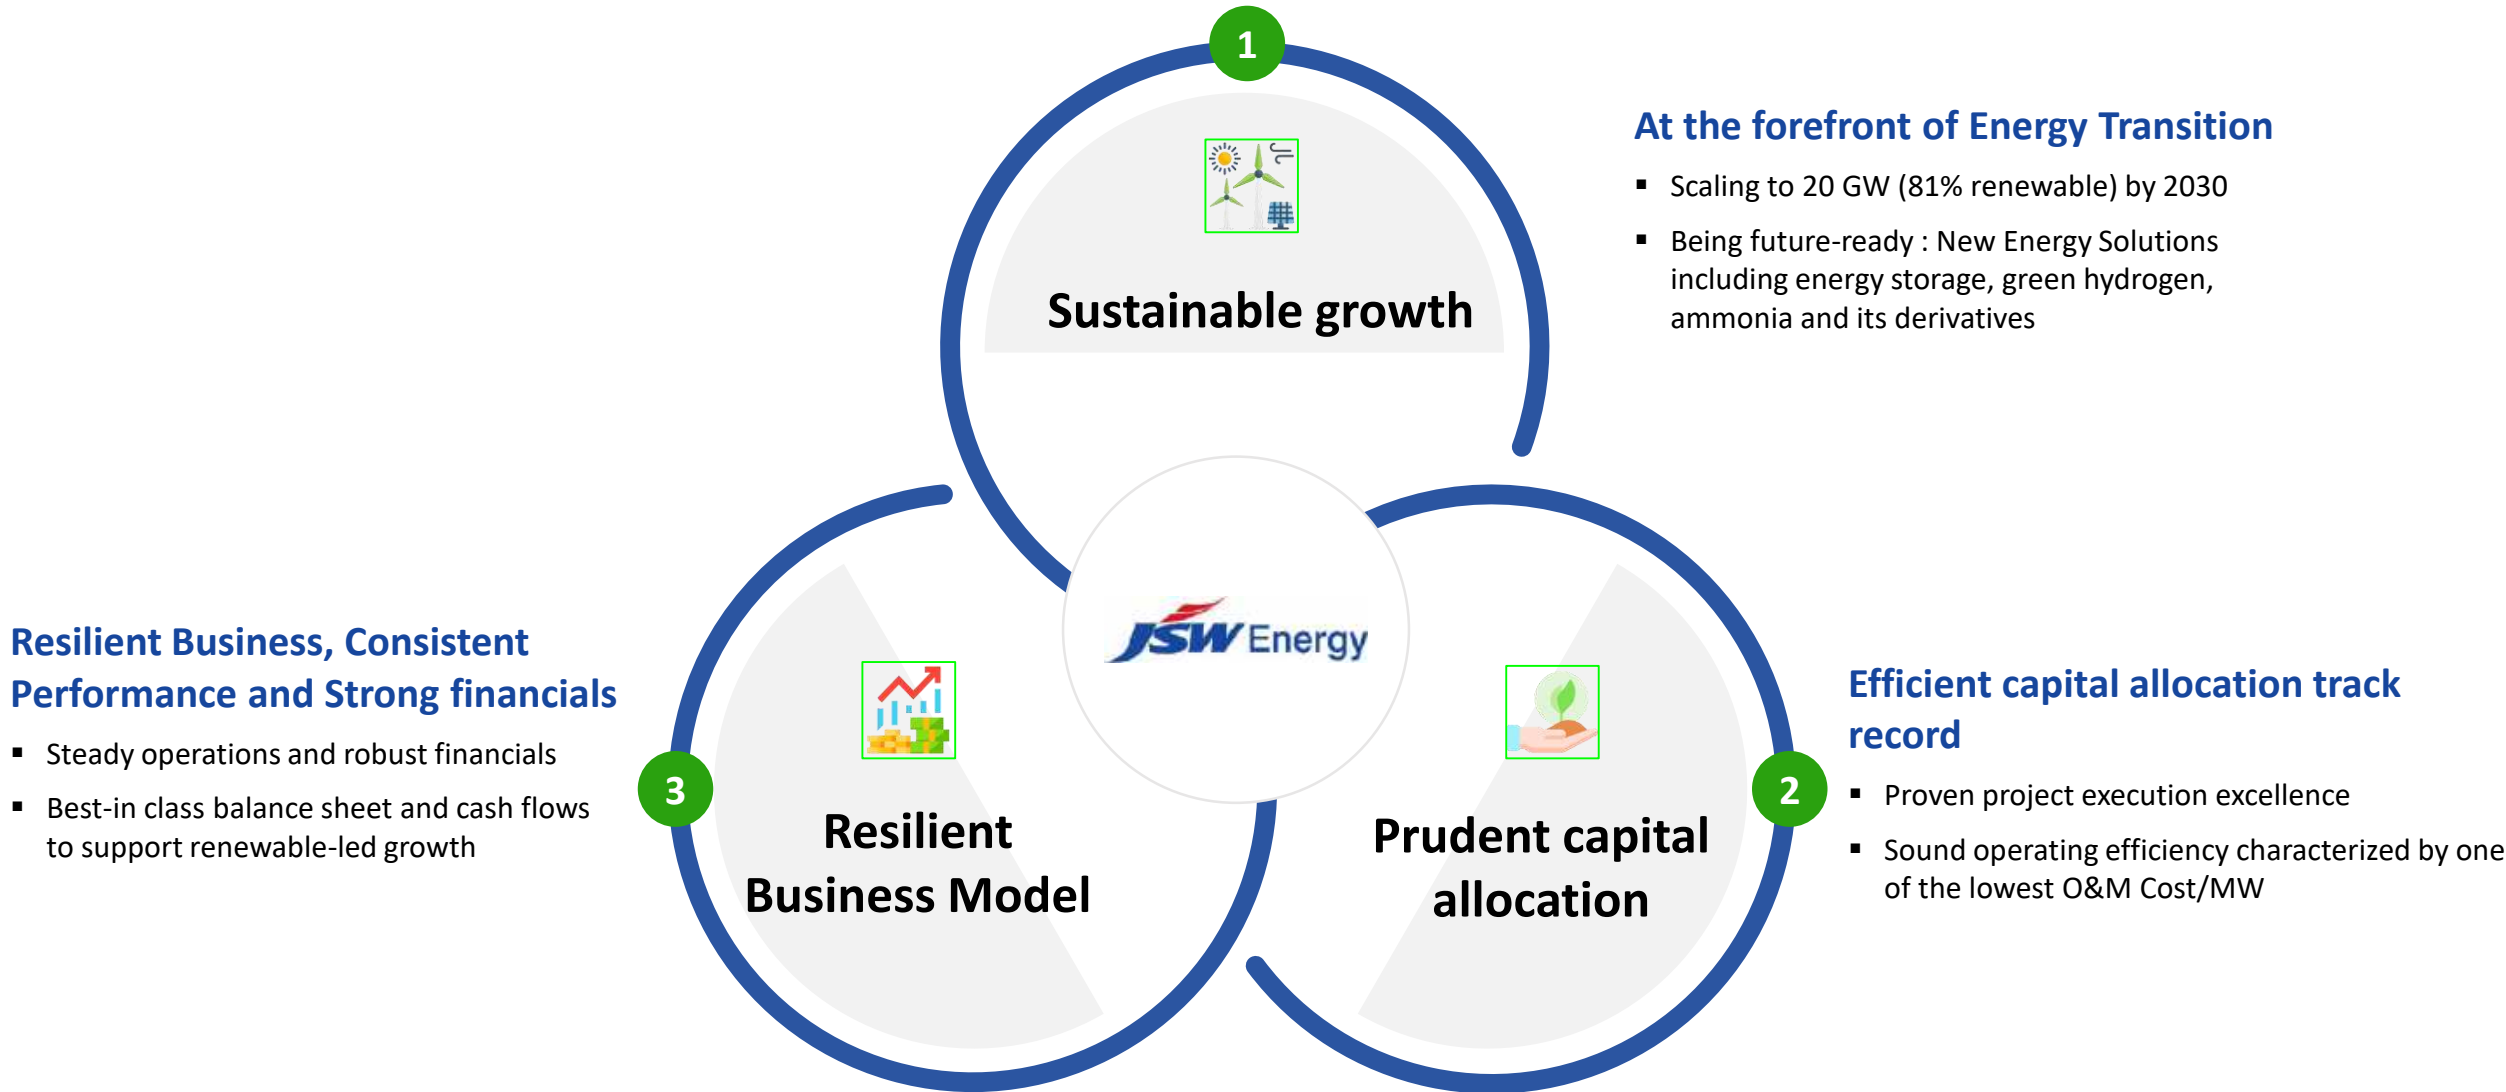 1
Sustainable growth
At the forefront of Energy Transition
▪ Scaling to 20 GW (81% renewable) by 2030
▪ Being future-ready : New Energy Solutions
including energy storage, green hydrogen,
ammonia and its derivatives
JSW Energy
2
Prudent capital
allocation
Efficient capital allocation track
record
▪ Proven project execution excellence
▪ Sound operating efficiency characterized by one
of the lowest O&M Cost/MW
3
Resilient
Business Model
Resilient Business, Consistent
Performance and Strong financials
▪ Steady operations and robust financials
▪ Best-in class balance sheet and cash flows
to support renewable-led growth